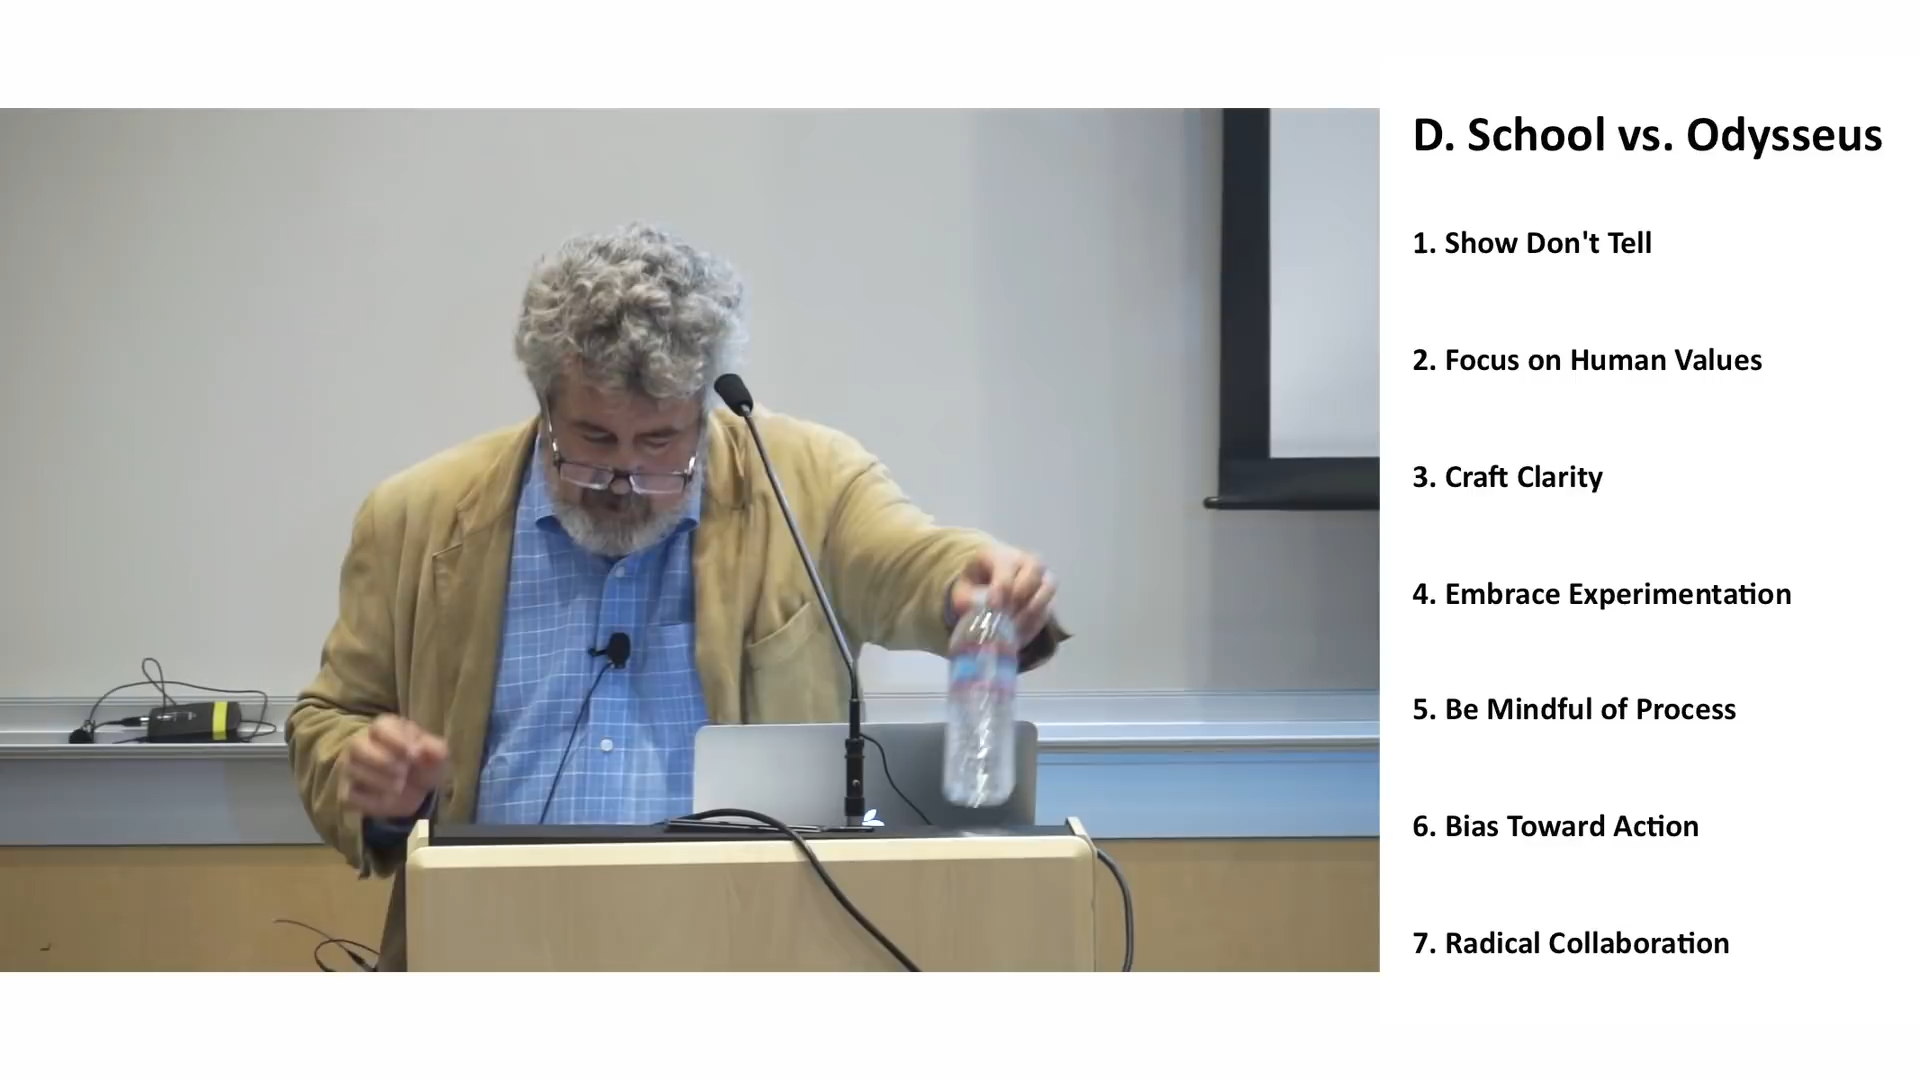 D. School vs. Odysseus
1. Show Don't Tell
2. Focus on Human Values
3. Craft Clarity
4. Embrace Experimentation
5. Be Mindful of Process
6. Bias Toward Action
7. Radical Collaboration